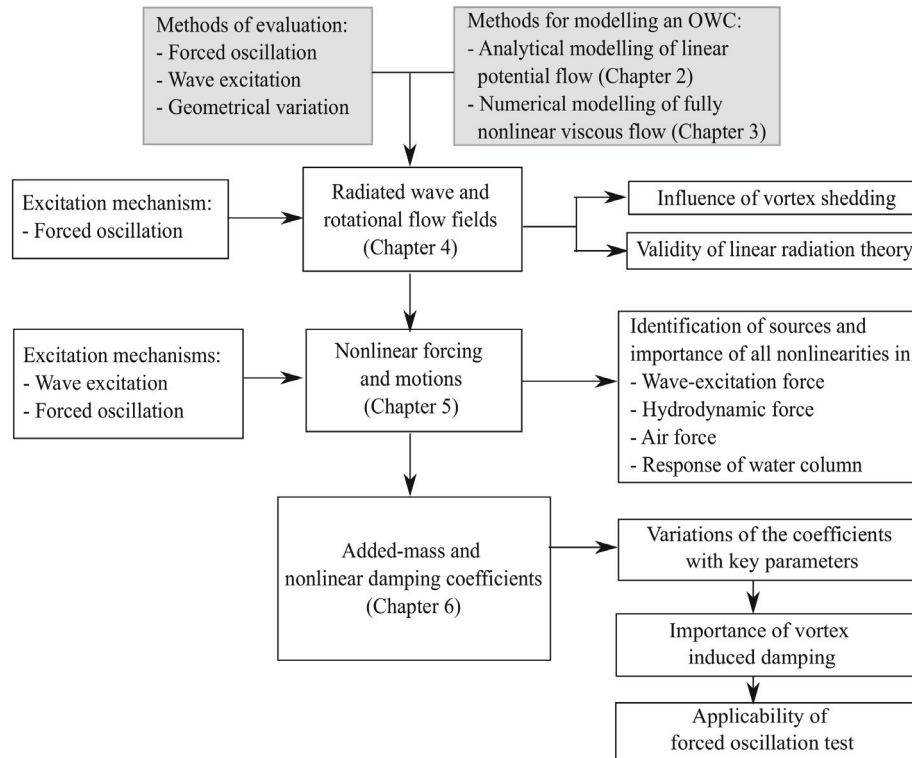 Methods of evaluation:
- Forced oscillation
- Wave excitation
- Geometrical variation
Methods for modelling an OWC:
- Analytical modelling of linear
potential flow (Chapter 2)
- Numerical modelling of fully
nonlinear viscous flow (Chapter 3)
Excitation mechanism:
- Forced oscillation
Radiated wave and
rotational flow fields
(Chapter 4)
Influence of vortex shedding
Validity of linear radiation theory
Excitation mechanisms:
- Wave excitation
- Forced oscillation
Nonlinear forcing
and motions
(Chapter 5)
Identification of sources and
importance of all nonlinearities in
- Wave-excitation force
- Hydrodynamic force
- Air force
- Response of water column
Added-mass and
nonlinear damping coefficients
(Chapter 6)
Variations of the coefficients
with key parameters
Importance of vortex
induced damping
Applicability of
forced oscillation test